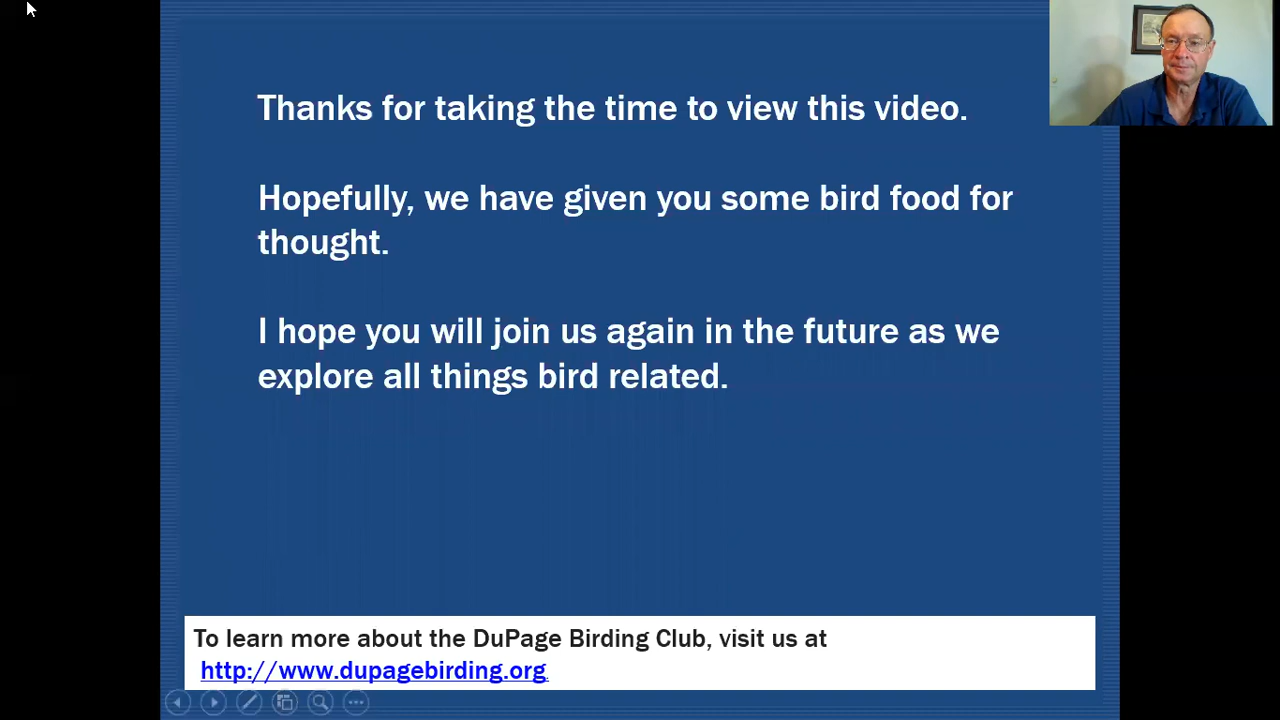 Thanks for taking the time to view this video.
Hopefully, we have given you some bird food for
thought.
I hope you will join us again in the future as we
explore all things bird related.
To learn more about the DuPage Birding Club, visit us at
http://www.dupagebirding.org